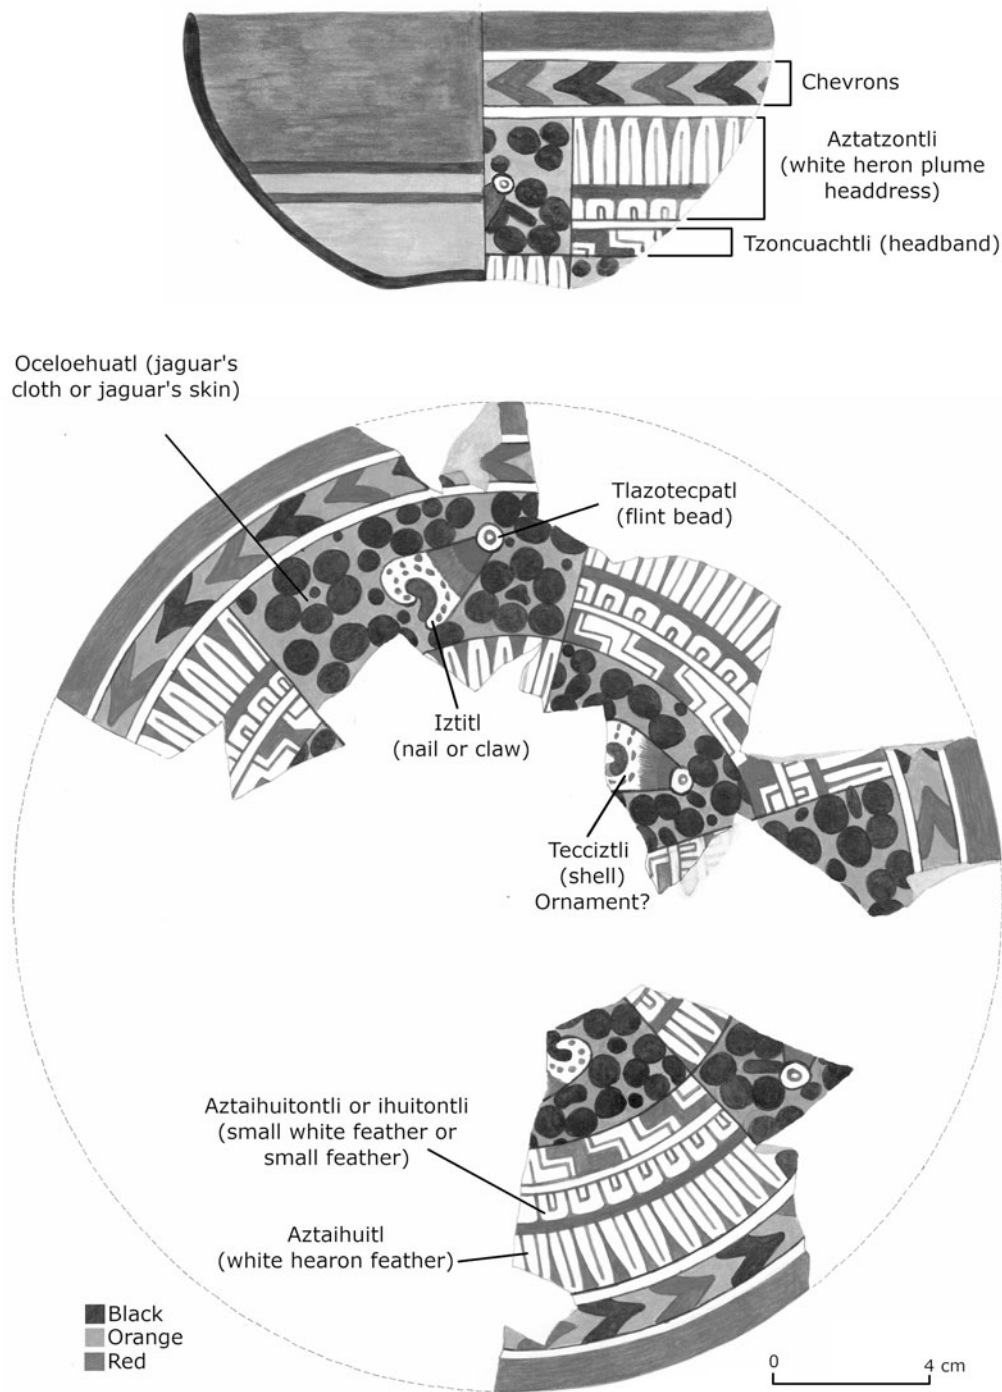 Chevrons
Aztatzontli
(white heron plume
headdress)
Tzoncuachtli (headband)
Oceloehuatl (jaguar's
cloth or jaguar's skin)
Tlazotecpatl
(flint bead)
Iztitl
(nail or claw)
Tecciztli
(shell)
Ornament?
Aztaihuitontli or ihuitontli
(small white feather or
small feather)
Aztaihuitl
(white hearon feather)
Black
Orange
Red
0 4 cm